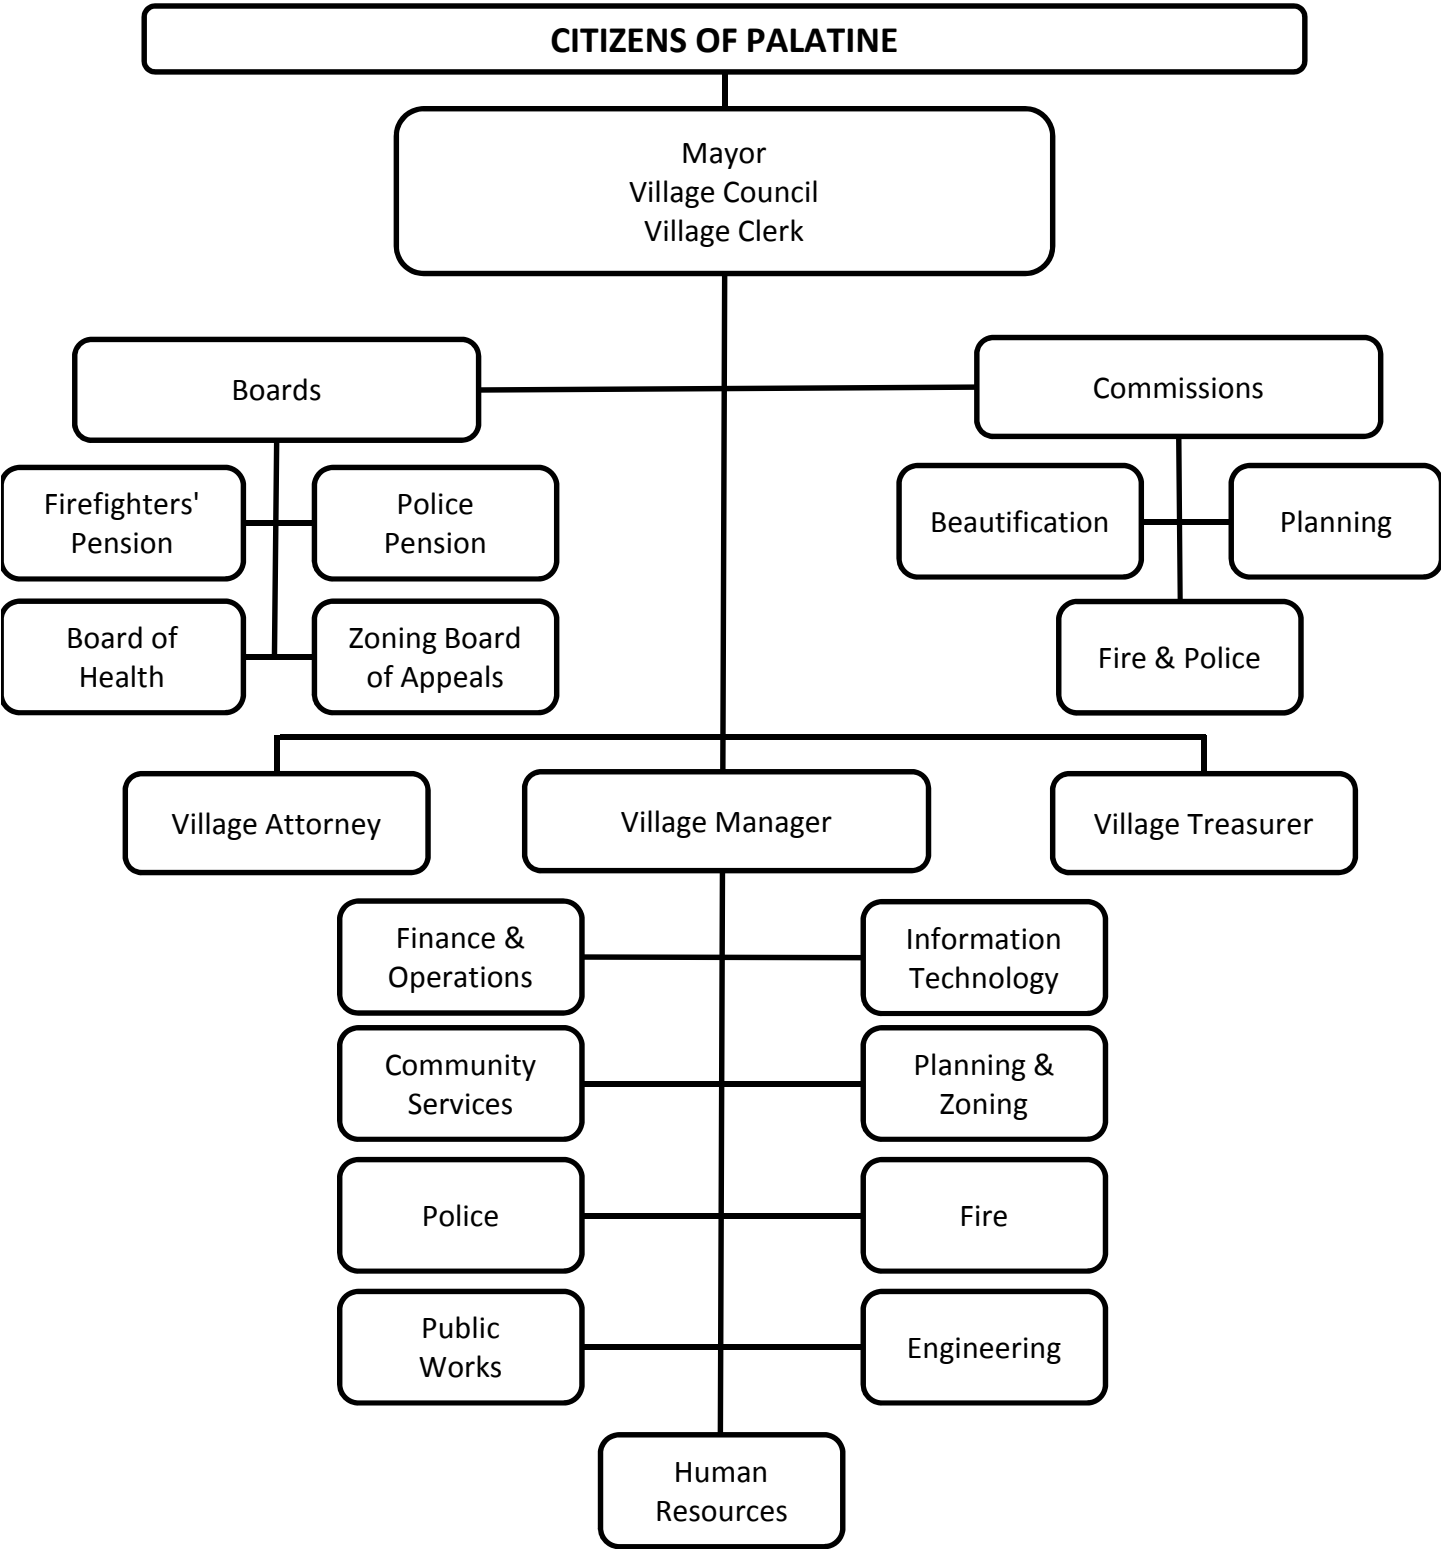 CITIZENS OF PALATINE
Mayor
Village Council
Village Clerk
Boards
Commissions
Firefighters'
Pension
Police
Pension
Beautification
Planning
Board of
Health
Zoning Board
of Appeals
Fire & Police
Village Attorney
Village Manager
Village Treasurer
Finance &
Operations
Information
Technology
Community
Services
Planning &
Zoning
Police
Fire
Public
Works
Engineering
Human
Resources